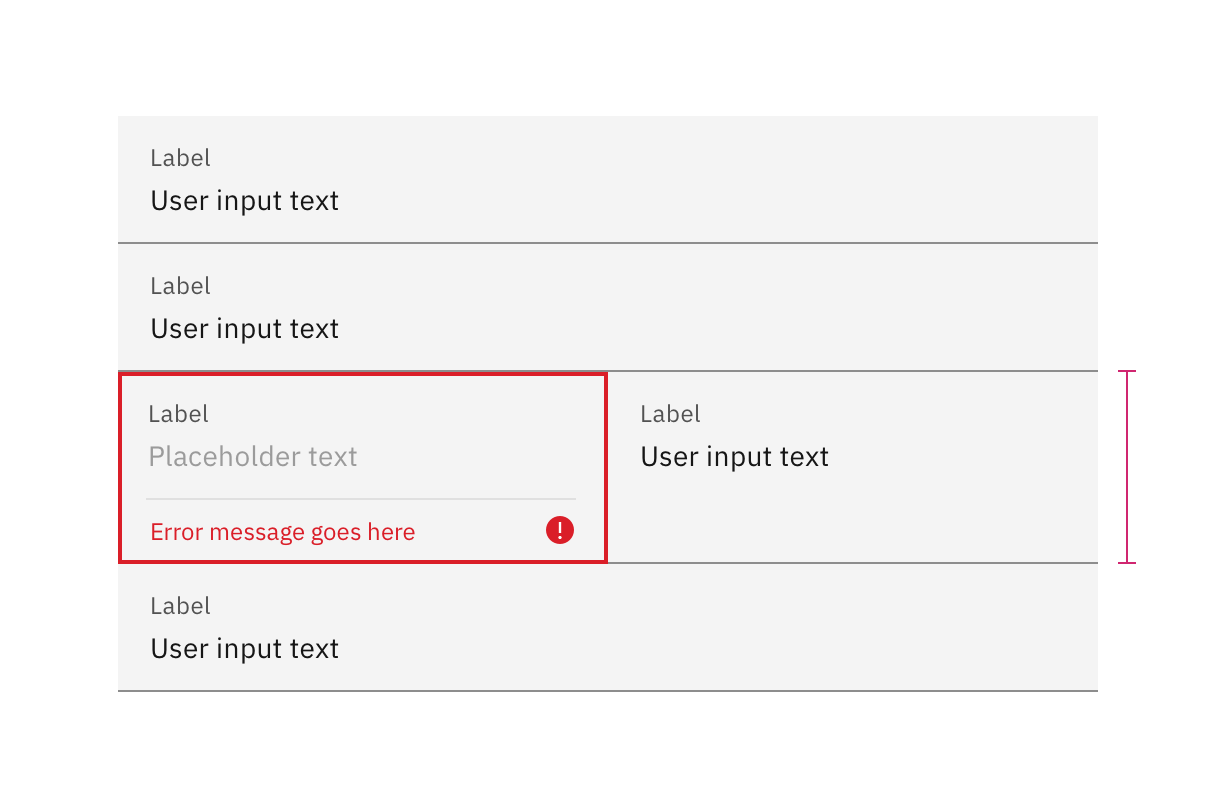 Label
User input text
Label
User input text
Label
Placeholder text
Error message goes here
Label
User input text
Label
User input text